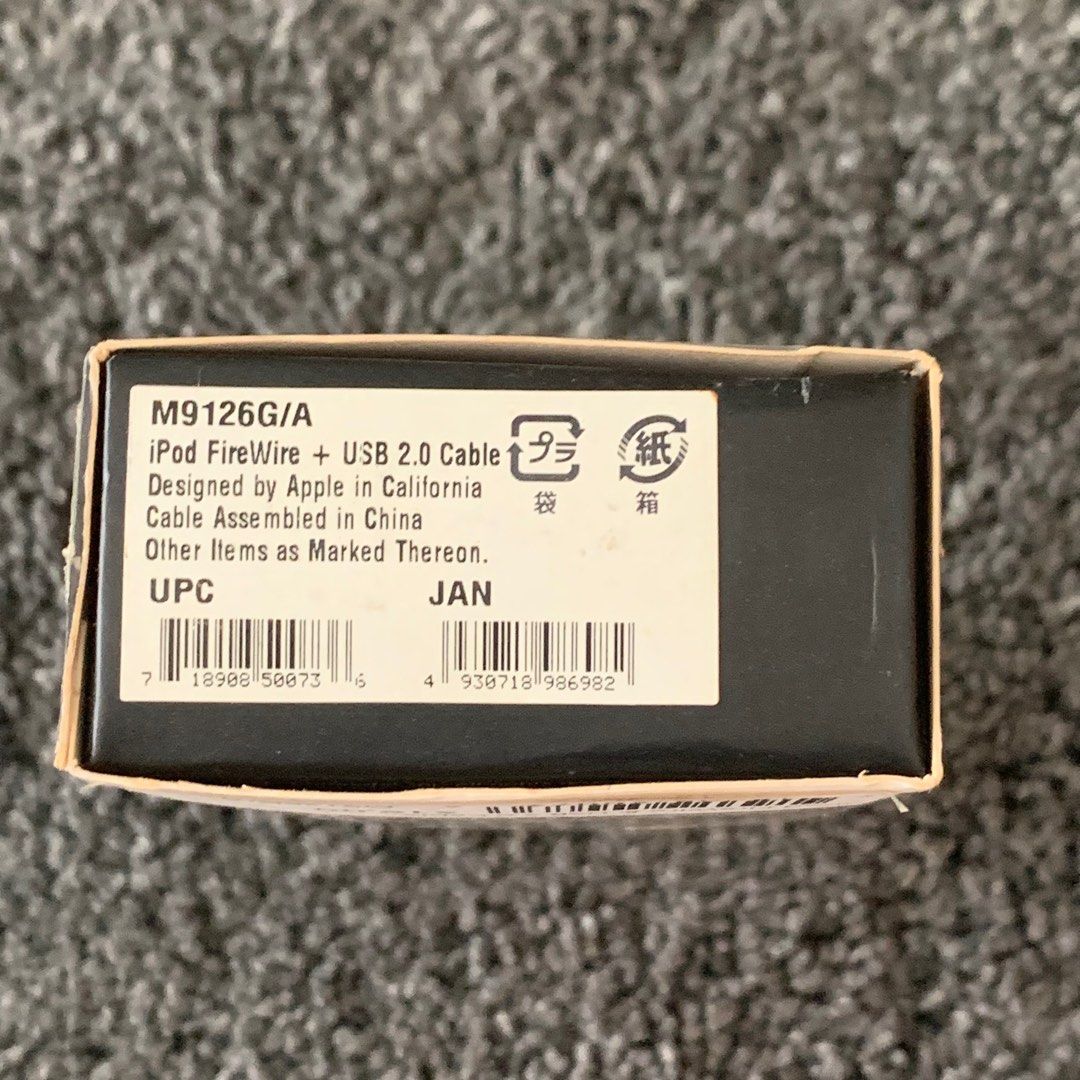 M9126G/A
iPod FireWire + USB 2.0 Cable
Designed by Apple in California
Cable Assembled in China
Other Items as Marked Thereon.
プラ
袋
紙
箱
UPC
7 18908 50073 6
JAN
4 930718 986982